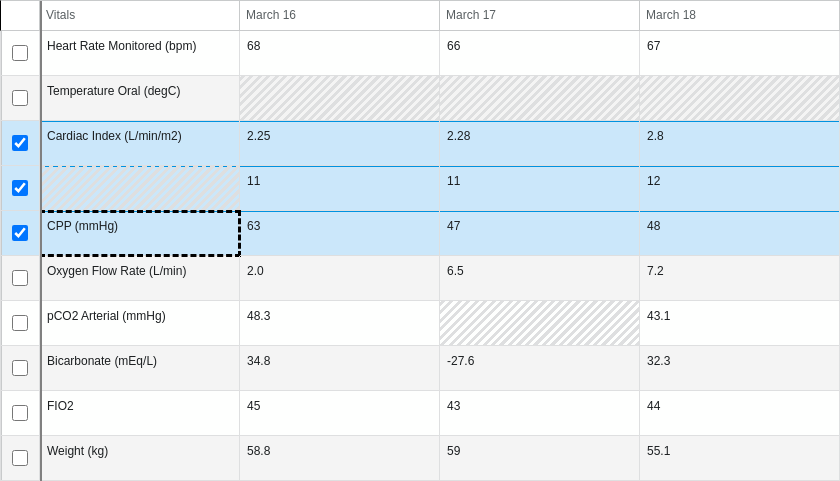 Vitals March 16 March 17 March 18
Heart Rate Monitored (bpm) 68 66 67
Temperature Oral (degC)
Cardiac Index (L/min/m2) 2.25 2.28 2.8
11 11 12
CPP (mmHg) 63 47 48
Oxygen Flow Rate (L/min) 2.0 6.5 7.2
pCO2 Arterial (mmHg) 48.3 43.1
Bicarbonate (mEq/L) 34.8 -27.6 32.3
FIO2 45 43 44
Weight (kg) 58.8 59 55.1